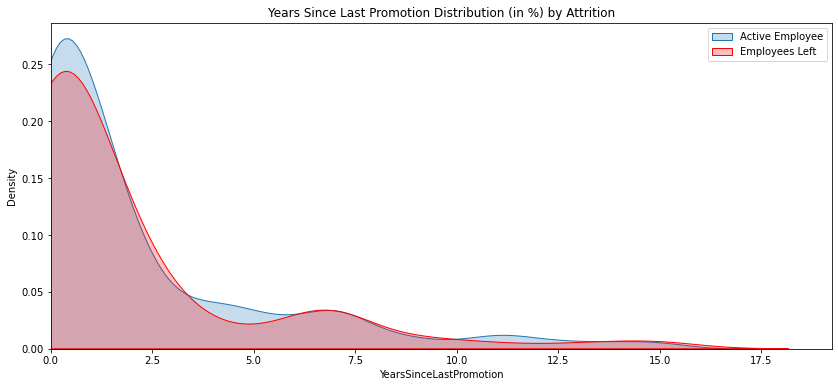 Years Since Last Promotion Distribution (in %) by Attrition
Active Employee
Employees Left
Density
0.25
0.20
0.15
0.10
0.05
0.00
0.0 2.5 5.0 7.5 10.0 12.5 15.0 17.5
YearsSinceLastPromotion